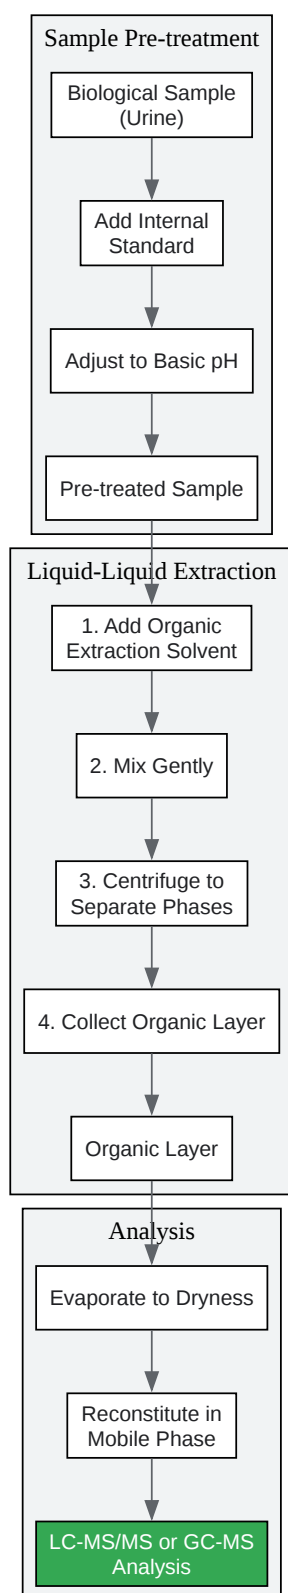 Sample Pre-treatment
Biological Sample
(Urine)
Add Internal
Standard
Adjust to Basic pH
Pre-treated Sample
Liquid-Liquid Extraction
1. Add Organic
Extraction Solvent
2. Mix Gently
3. Centrifuge to
Separate Phases
4. Collect Organic Layer
Organic Layer
Analysis
Evaporate to Dryness
Reconstitute in
Mobile Phase
LC-MS/MS or GC-MS
Analysis